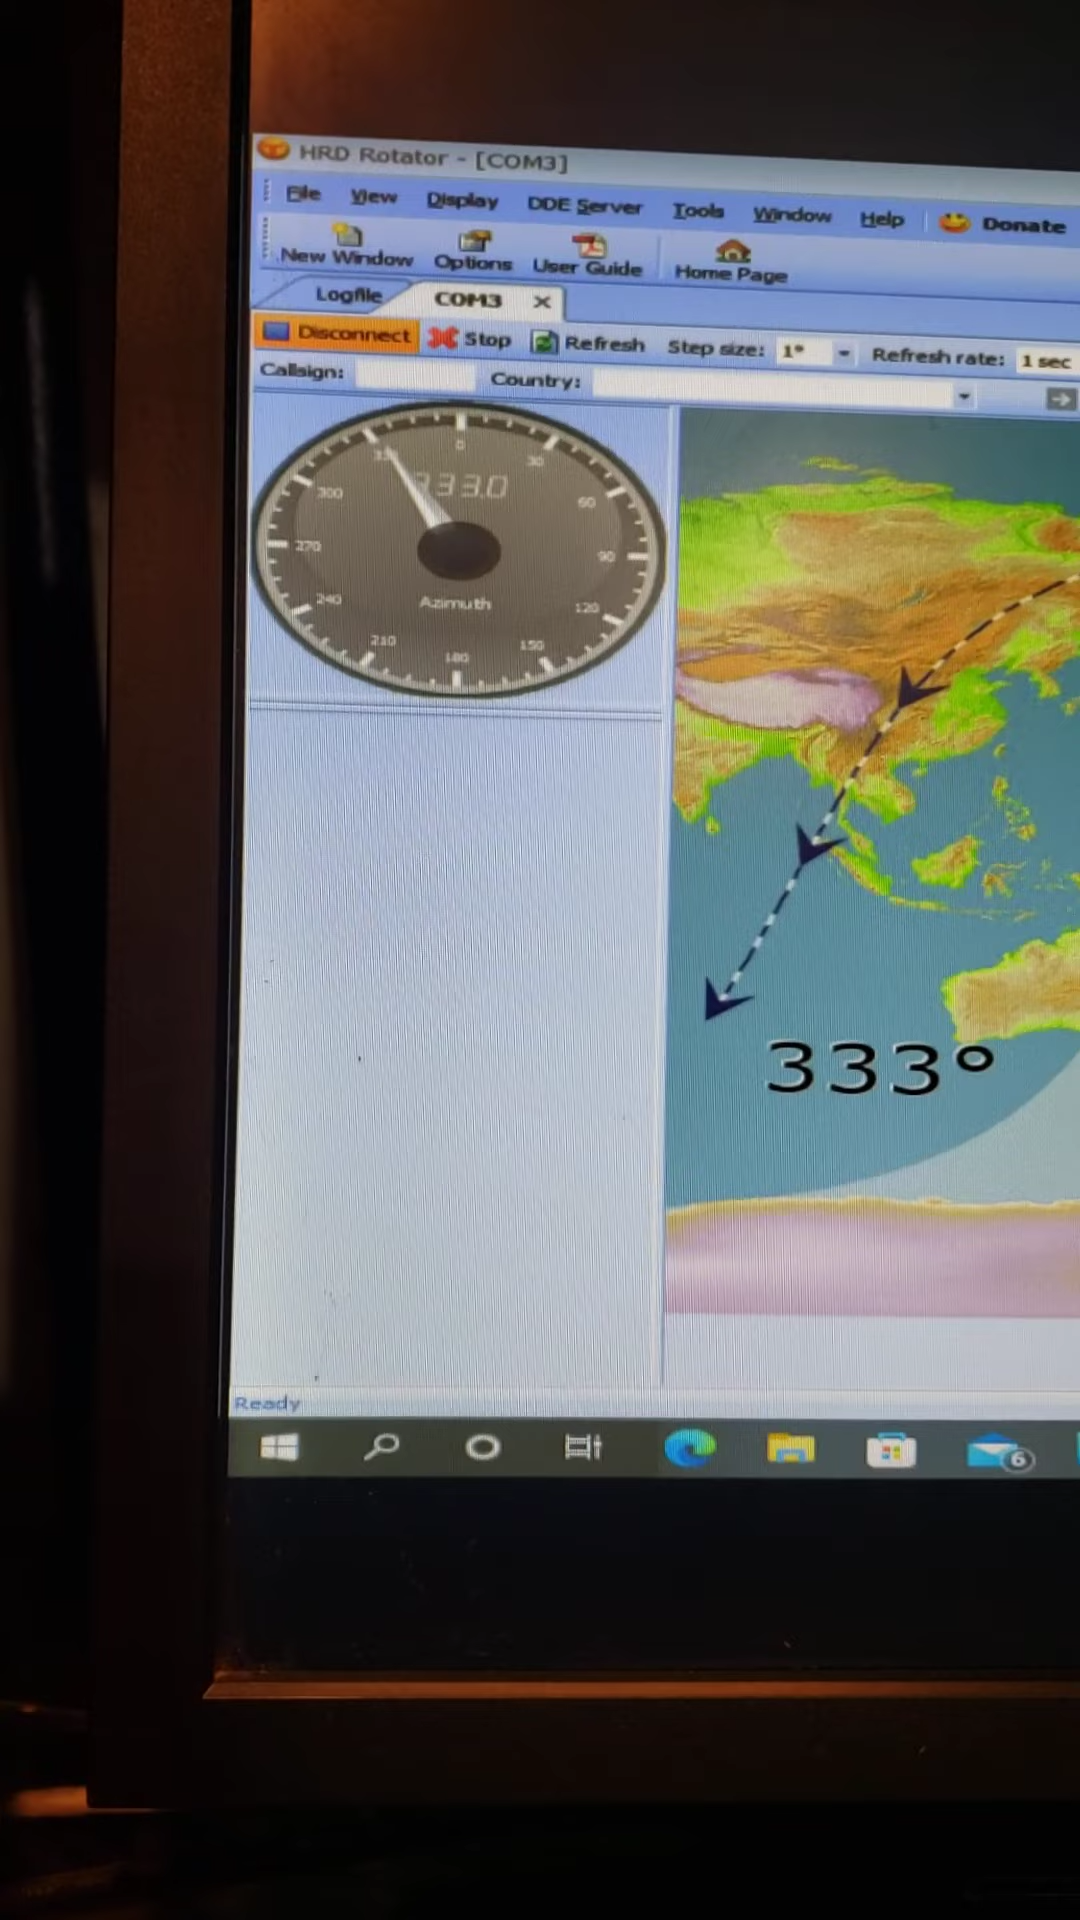 HRD Rotator - [COM3]
File View Display DDE Server Tools Window Help Donate
New Window Options User Guide Home Page
Logfile COM3
Disconnect Stop Refresh Step size: 1° Refresh rate: 1 sec
Callsign: Country:
0
30
333.0
300
60
270
90
Azimuth
240
120
210
150
180
333°
Ready
6